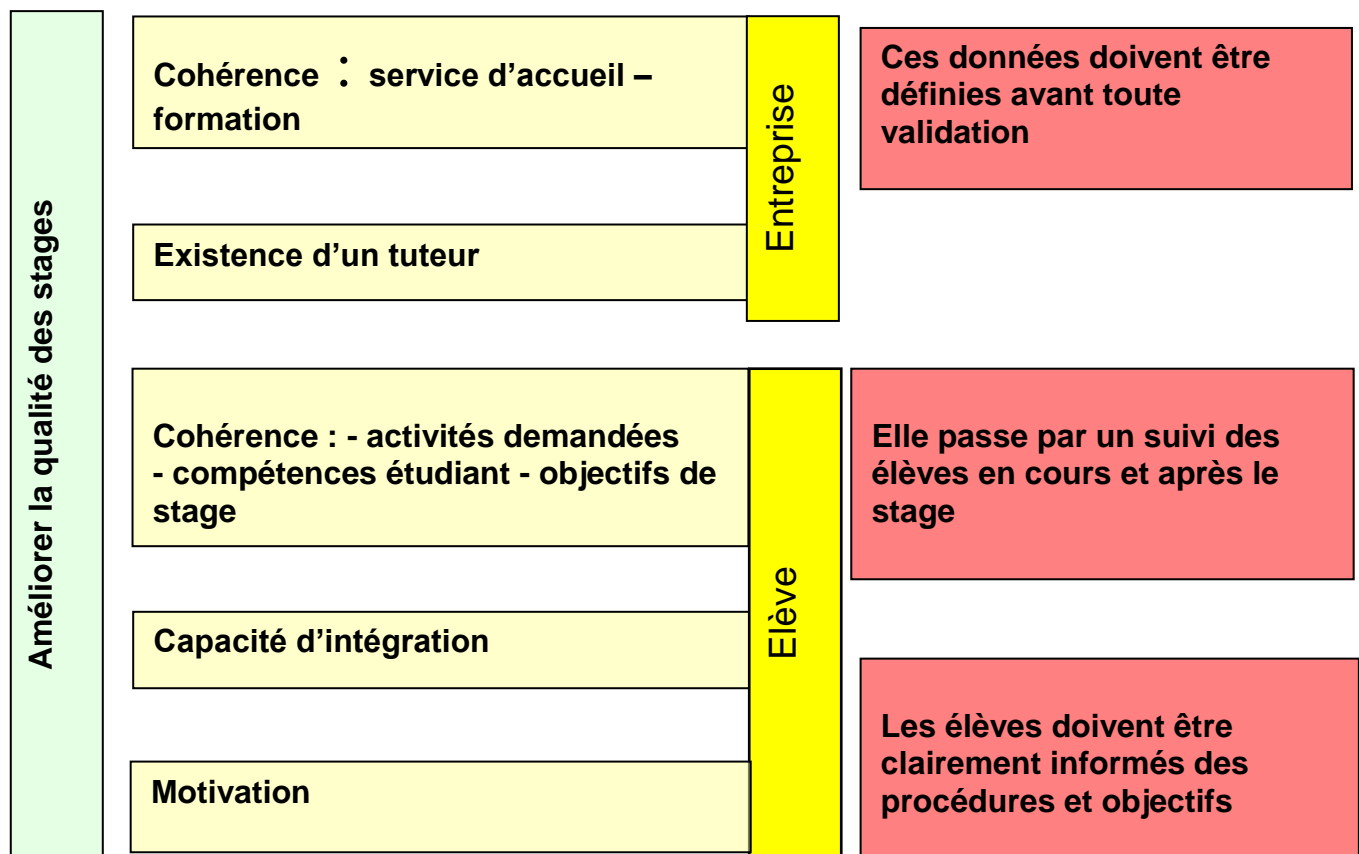 Améliorer la qualité des stages
Cohérence : service d’accueil –
formation
Existence d’un tuteur
Entreprise
Ces données doivent être
définies avant toute
validation
Cohérence : - activités demandées
- compétences étudiant - objectifs de
stage
Capacité d’intégration
Motivation
Elève
Elle passe par un suivi des
élèves en cours et après le
stage
Les élèves doivent être
clairement informés des
procédures et objectifs